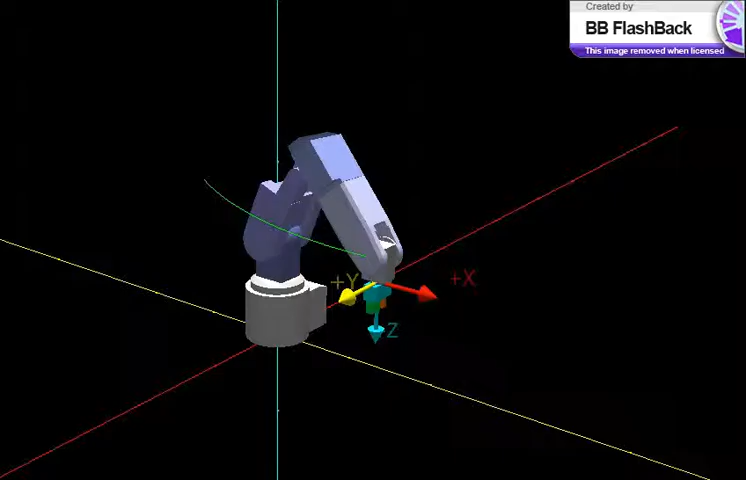 Created by
BB FlashBack
This image removed when licensed
+X
+Y
Z